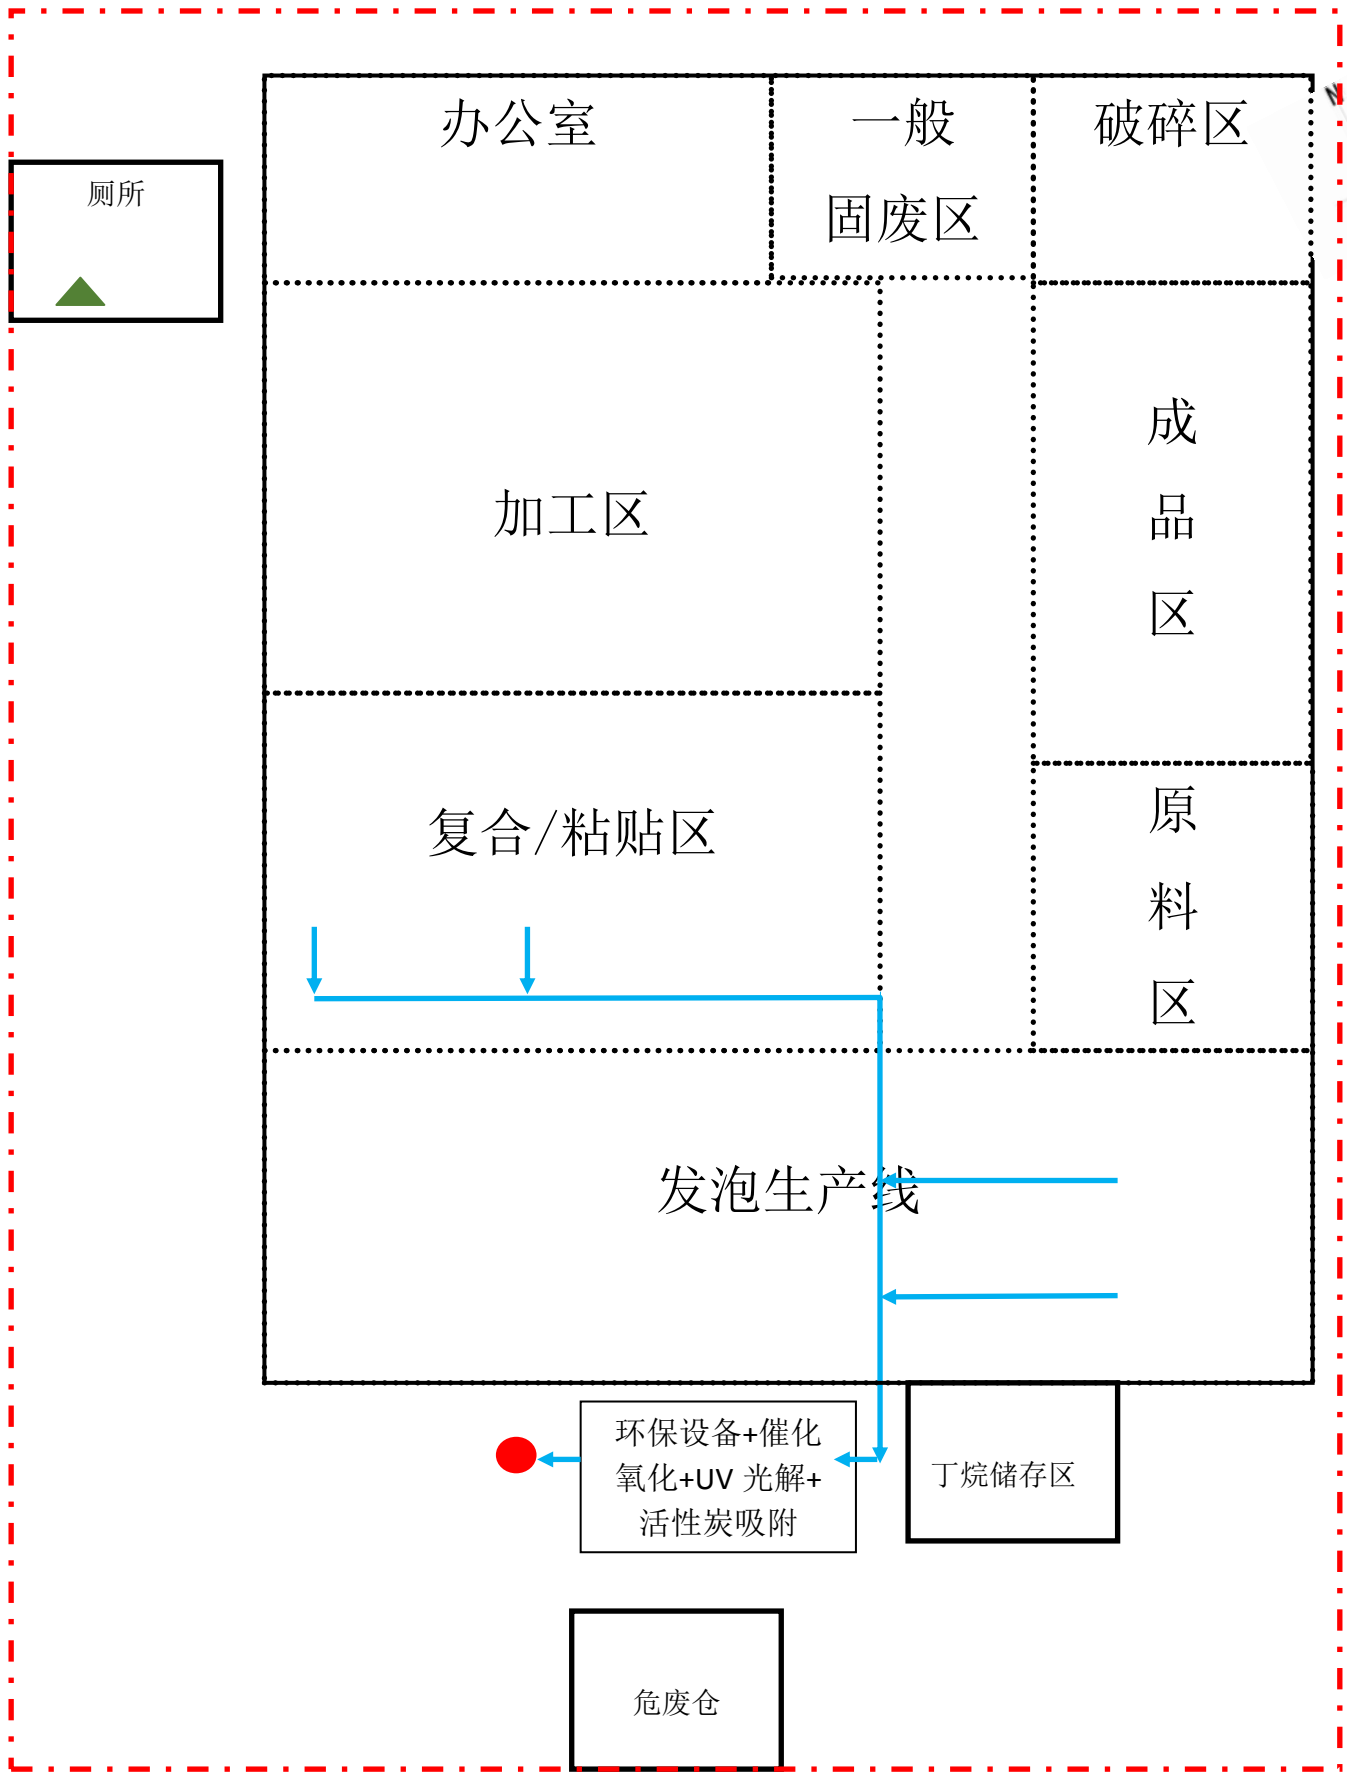 办公室
一般
固废区
破碎区
厕所
加工区
成
品
区
复合/粘贴区
原
料
区
发泡生产线
环保设备+催化
氧化+UV 光解+
活性炭吸附
丁烷储存区
危废仓